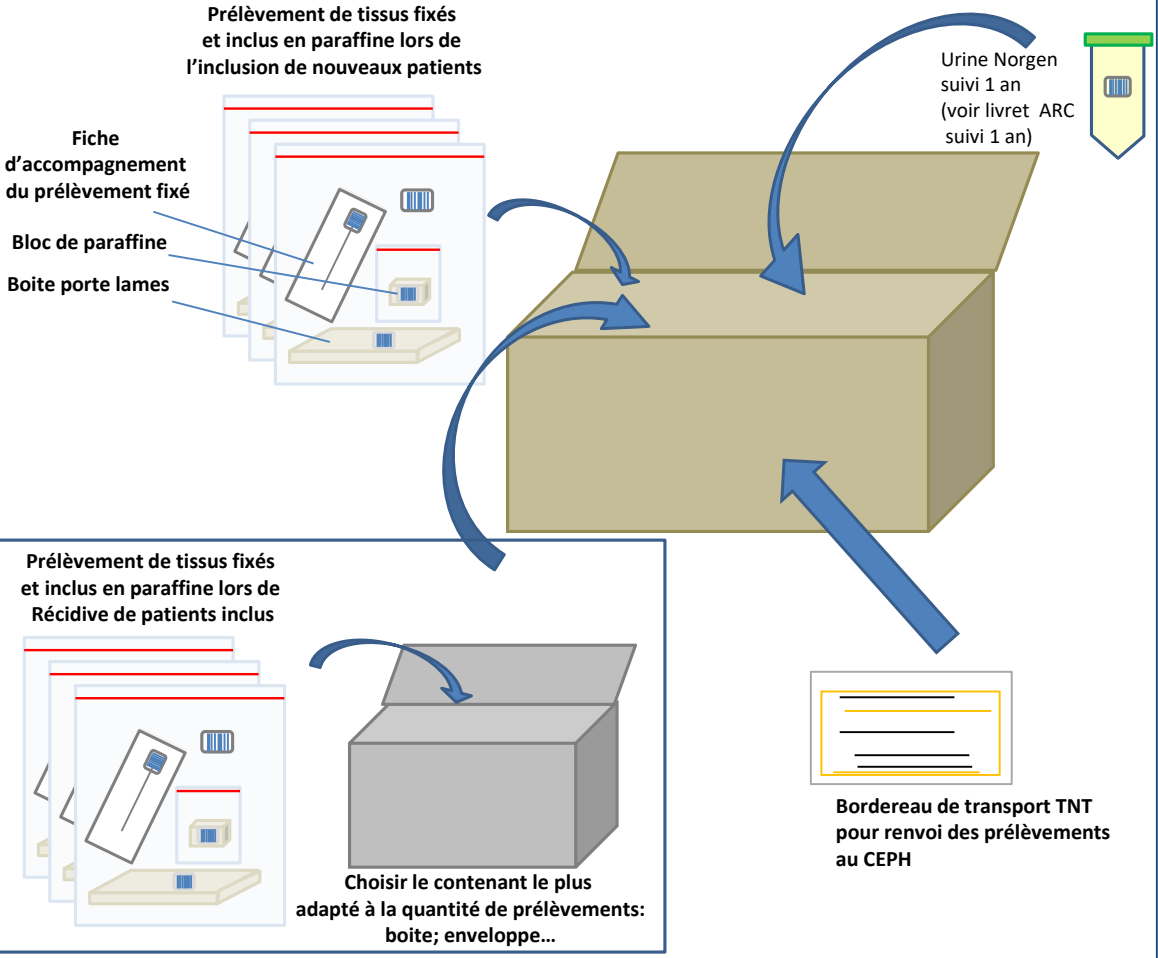 Prélèvement de tissus fixés
et inclus en paraffine lors de
l'inclusion de nouveaux patients
Urine Norgen
suivi 1 an
(voir livret ARC
suivi 1 an)
Fiche
d'accompagnement
du prélèvement fixé
Bloc de paraffine
Boite porte lames
Prélèvement de tissus fixés
et inclus en paraffine lors de
Récidive de patients inclus
Choisir le contenant le plus
adapté à la quantité de prélèvements:
boite; enveloppe...
Bordereau de transport TNT
pour renvoi des prélèvements
au CEPH